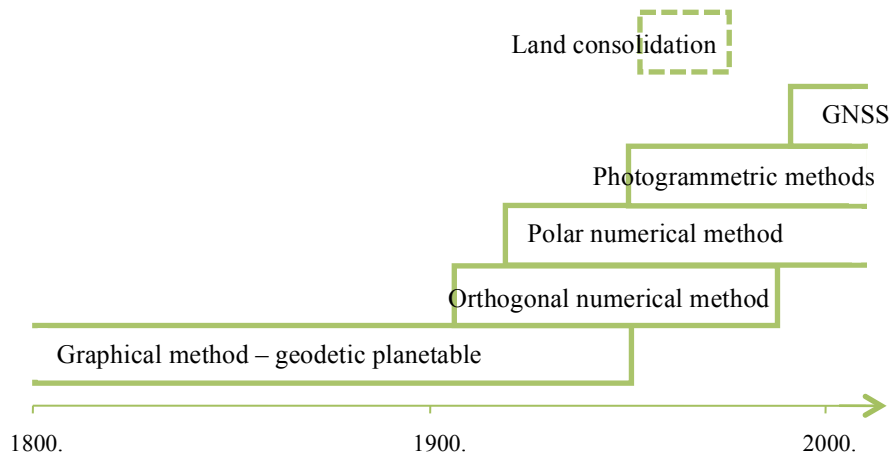 Land consolidation
GNSS
Photogrammetric methods
Polar numerical method
Orthogonal numerical method
Graphical method – geodetic planetable
1800.
1900.
2000.